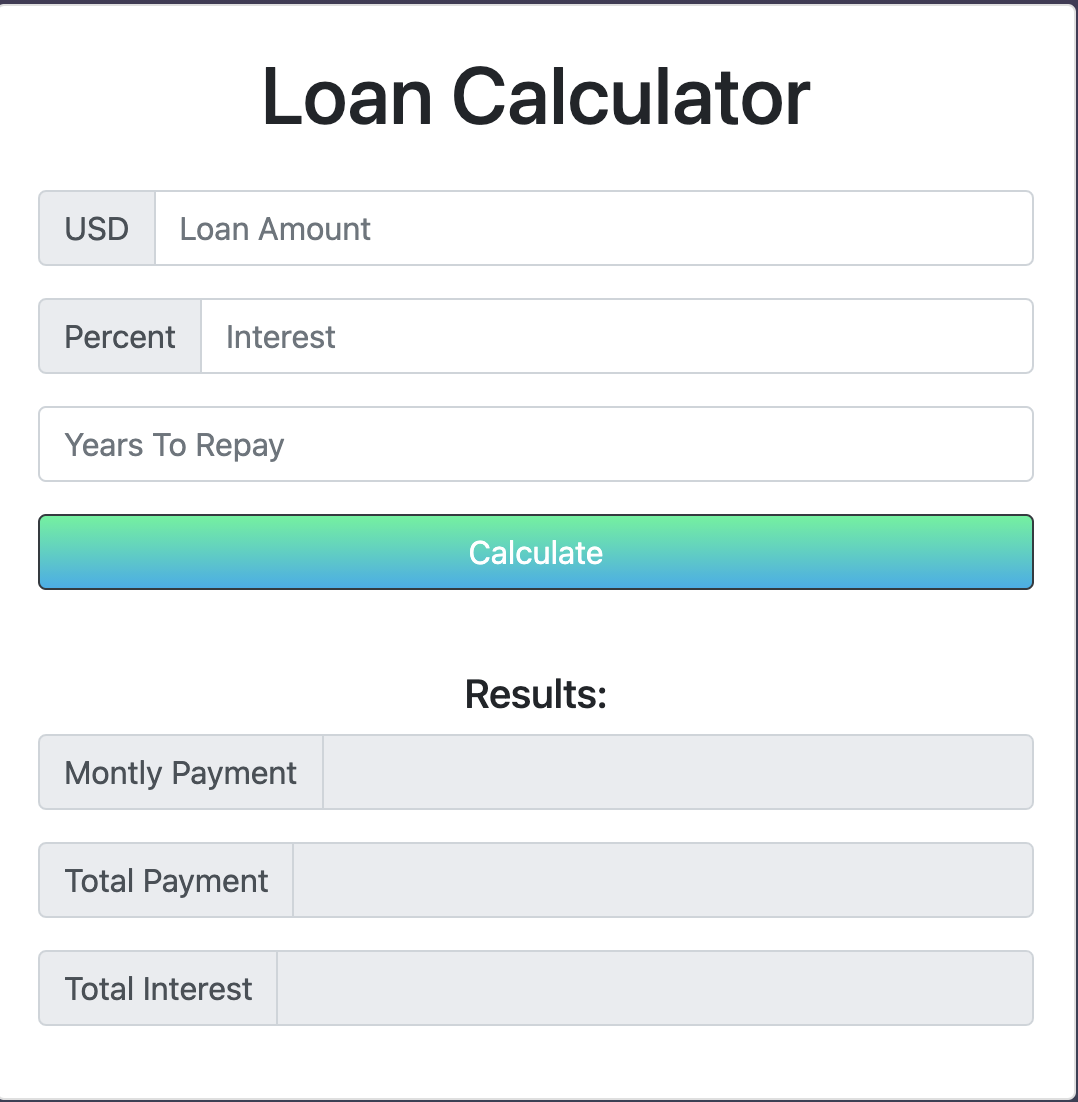 Loan Calculator
USD Loan Amount
Percent Interest
Years To Repay
Calculate
Results:
Montly Payment
Total Payment
Total Interest